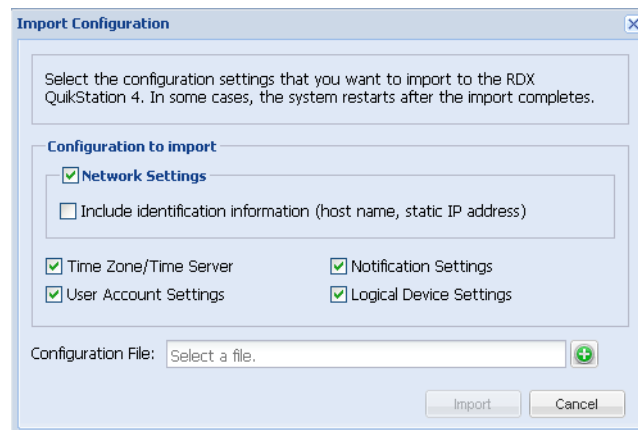 Import Configuration
Select the configuration settings that you want to import to the RDX
QuikStation 4. In some cases, the system restarts after the import completes.
Configuration to import
Network Settings
Include identification information (host name, static IP address)
Time Zone/Time Server Notification Settings
User Account Settings Logical Device Settings
Configuration File: Select a file.
Import Cancel